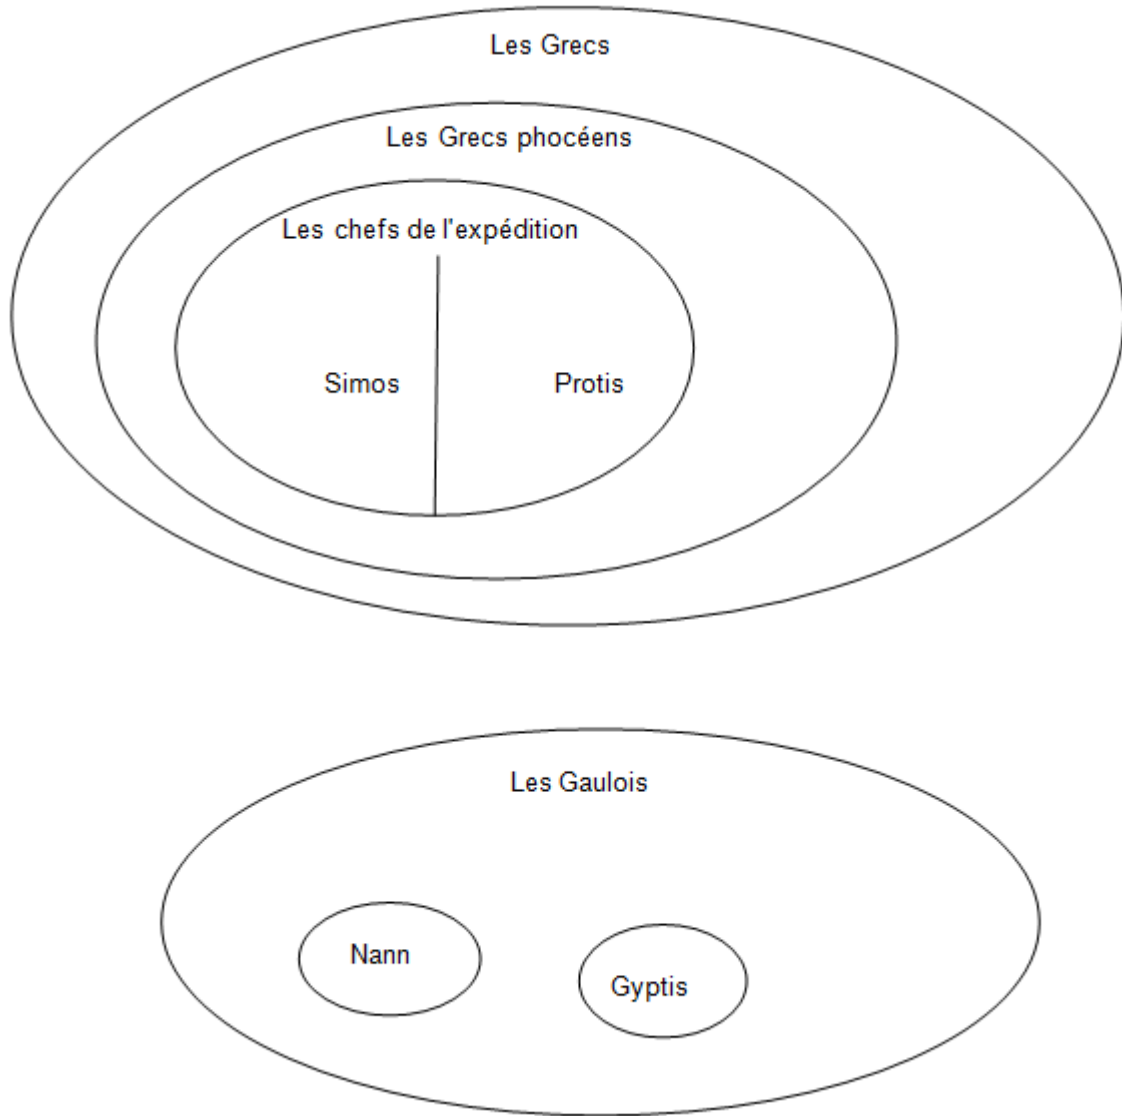 Les Grecs
Les Grecs phocéens
Les chefs de l'expédition
Simos
Protis
Les Gaulois
Nann
Gyptis